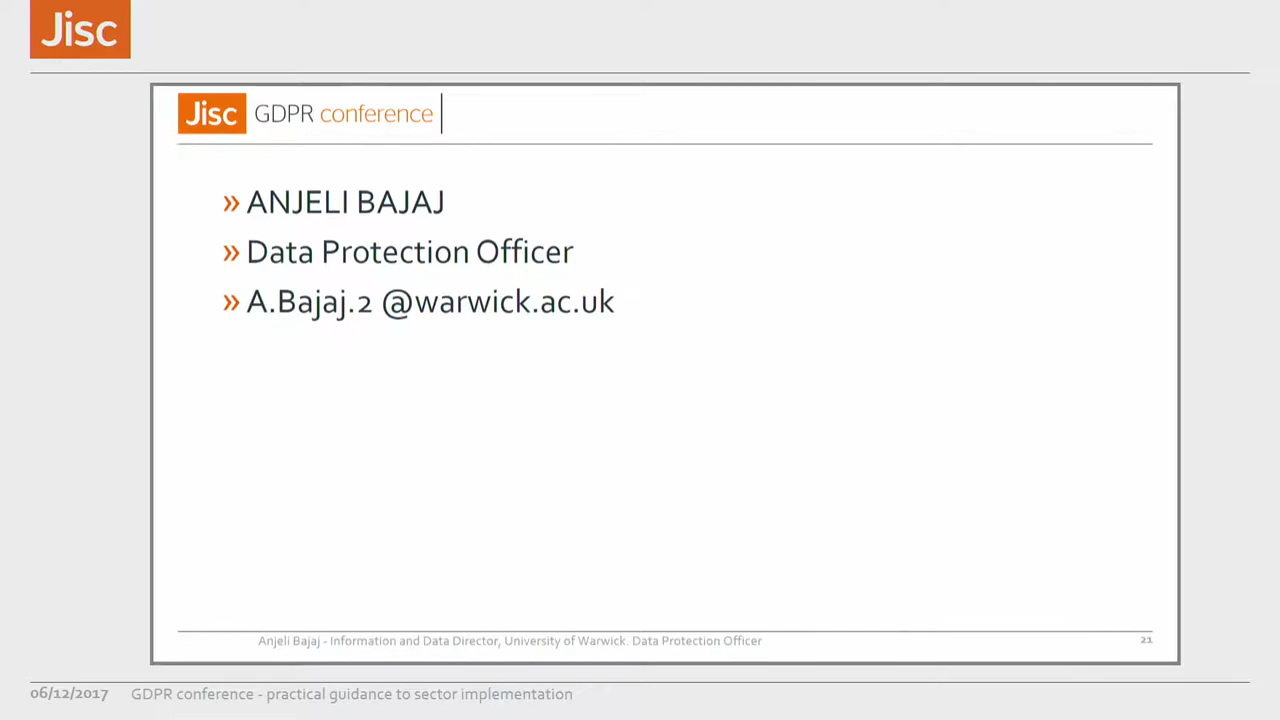 Jisc
Jisc GDPR conference
» ANJELI BAJAJ
» Data Protection Officer
» A.Bajaj.2 @warwick.ac.uk
Anjeli Bajaj - Information and Data Director, University of Warwick. Data Protection Officer 21
06/12/2017 GDPR conference - practical guidance to sector implementation